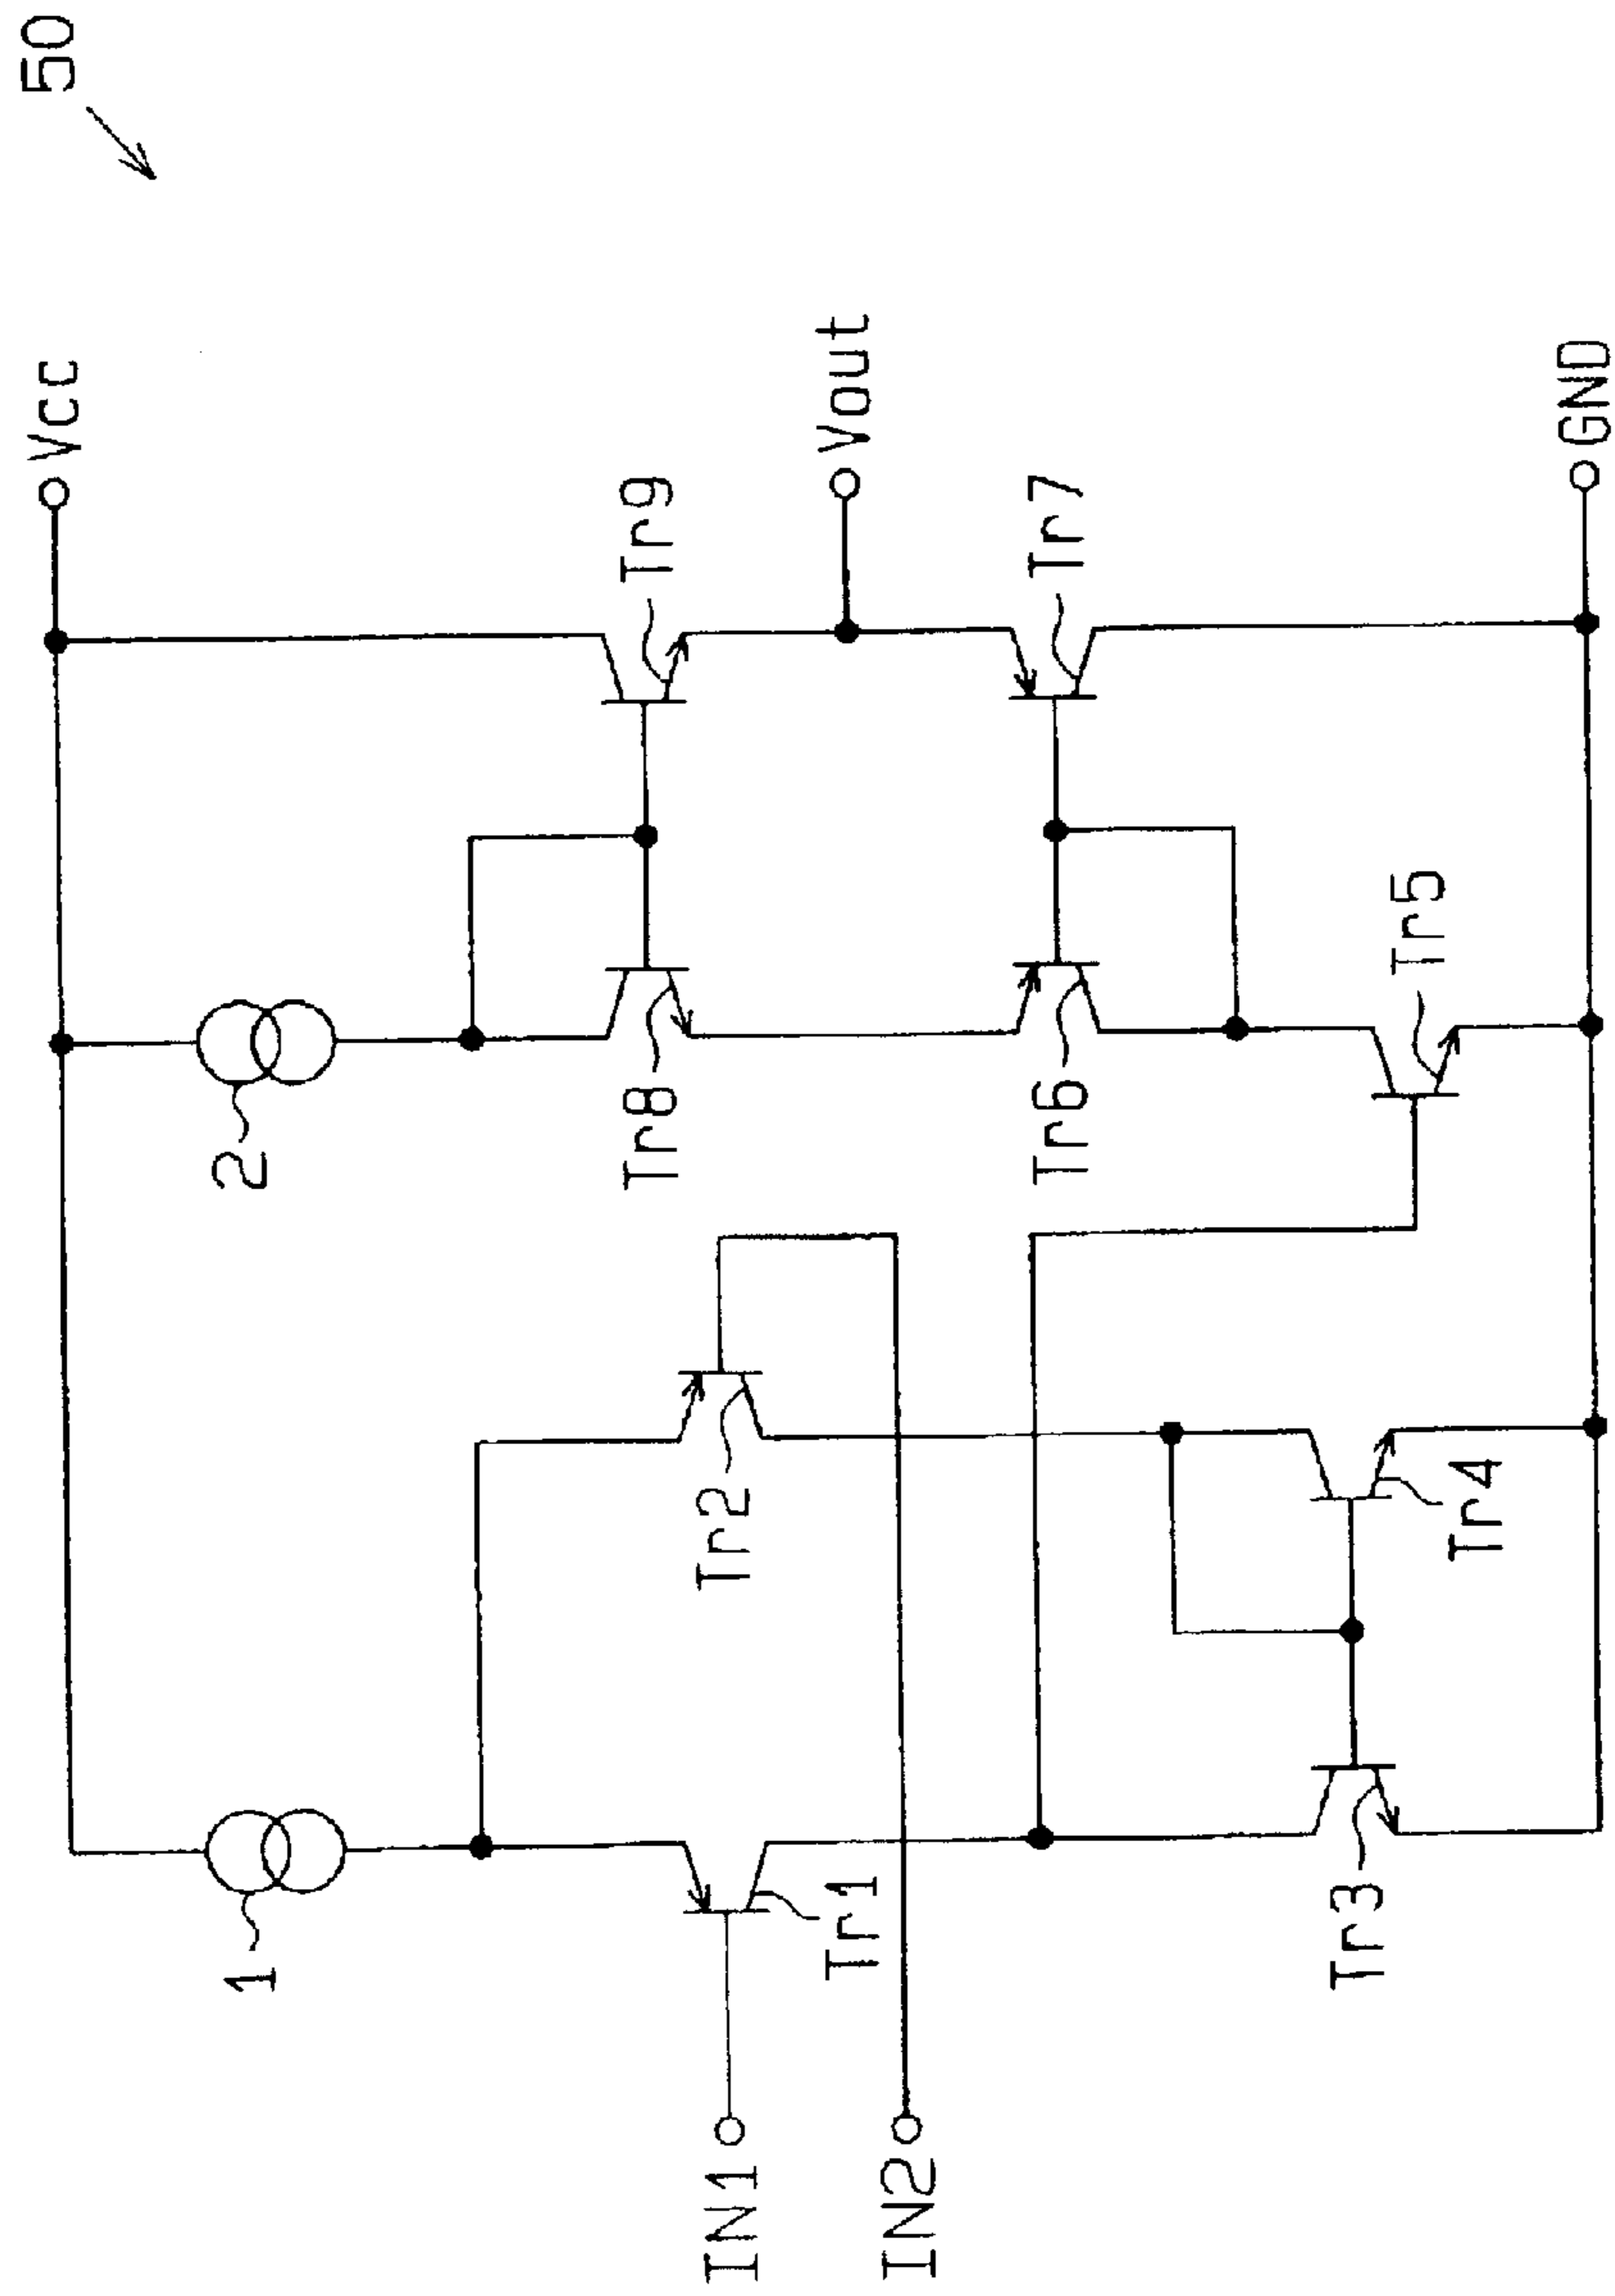 50
Vcc
1
2
Tr8
Tr9
Vout
IN1
Tr1
Tr2
IN2
Tr6
Tr7
Tr3
Tr4
Tr5
GND